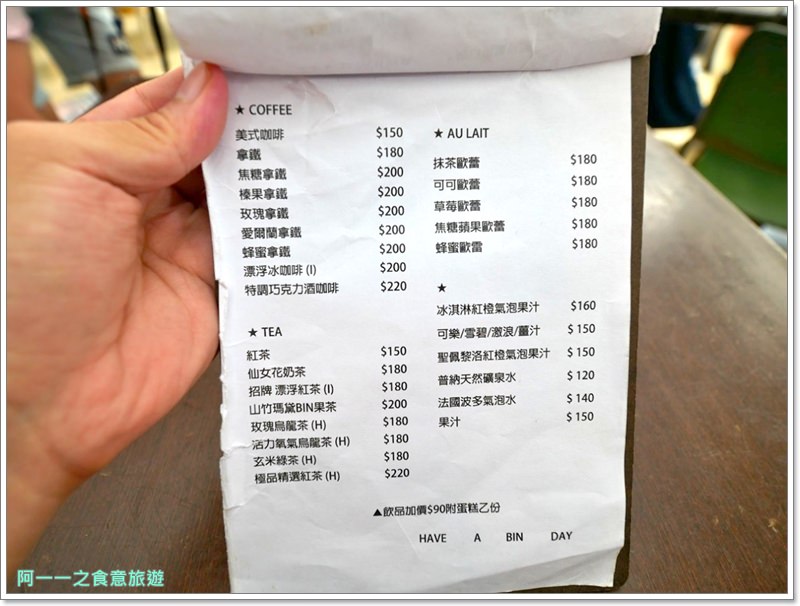 ★ COFFEE
美式咖啡 $150
拿鐵 $180
焦糖拿鐵 $200
榛果拿鐵 $200
玫瑰拿鐵 $200
愛爾蘭拿鐵 $200
蜂蜜拿鐵 $200
漂浮冰咖啡 (I) $200
特調巧克力酒咖啡 $220
★ TEA
紅茶 $150
仙女花奶茶 $180
招牌 漂浮紅茶 (I) $180
山竹瑪黛BIN果茶 $200
玫瑰烏龍茶 (H) $180
活力氧氣烏龍茶 (H) $180
玄米綠茶 (H) $180
極品精選紅茶 (H) $220
★ AU LAIT
抹茶歐蕾 $180
可可歐蕾 $180
草莓歐蕾 $180
焦糖蘋果歐蕾 $180
蜂蜜歐雷 $180
★
冰淇淋紅橙氣泡果汁 $160
可樂/雪碧/激浪/薑汁 $ 150
聖佩黎洛紅橙氣泡果汁 $ 150
普納天然礦泉水 $ 120
法國波多氣泡水 $ 140
果汁 $ 150
▲飲品加價$90附蛋糕乙份
HAVE A BIN DAY
阿一一之食意旅遊